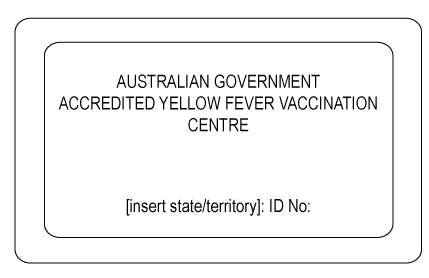 AUSTRALIAN GOVERNMENT
ACCREDITED YELLOW FEVER VACCINATION
CENTRE
[insert state/territory]: ID No: